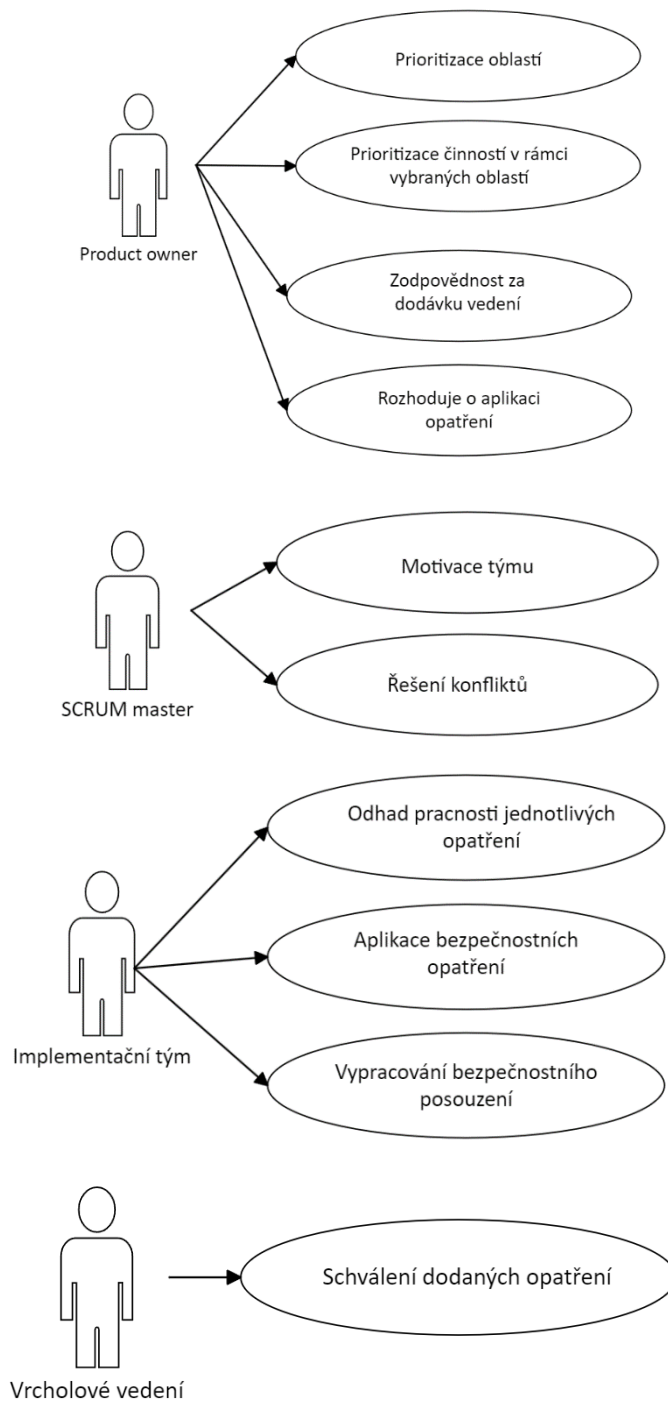 Prioritizace oblastí
Prioritizace činností v rámci
vybraných oblastí
Product owner
Zodpovědnost za
dodávku vedení
Rozhoduje o aplikaci
opatření
Motivace týmu
SCRUM master
Řešení konfliktů
Odhad pracnosti jednotlivých
opatření
Aplikace bezpečnostních
opatření
Implementační tým
Vypracování bezpečnostního
posouzení
Schválení dodaných opatření
Vrcholové vedení